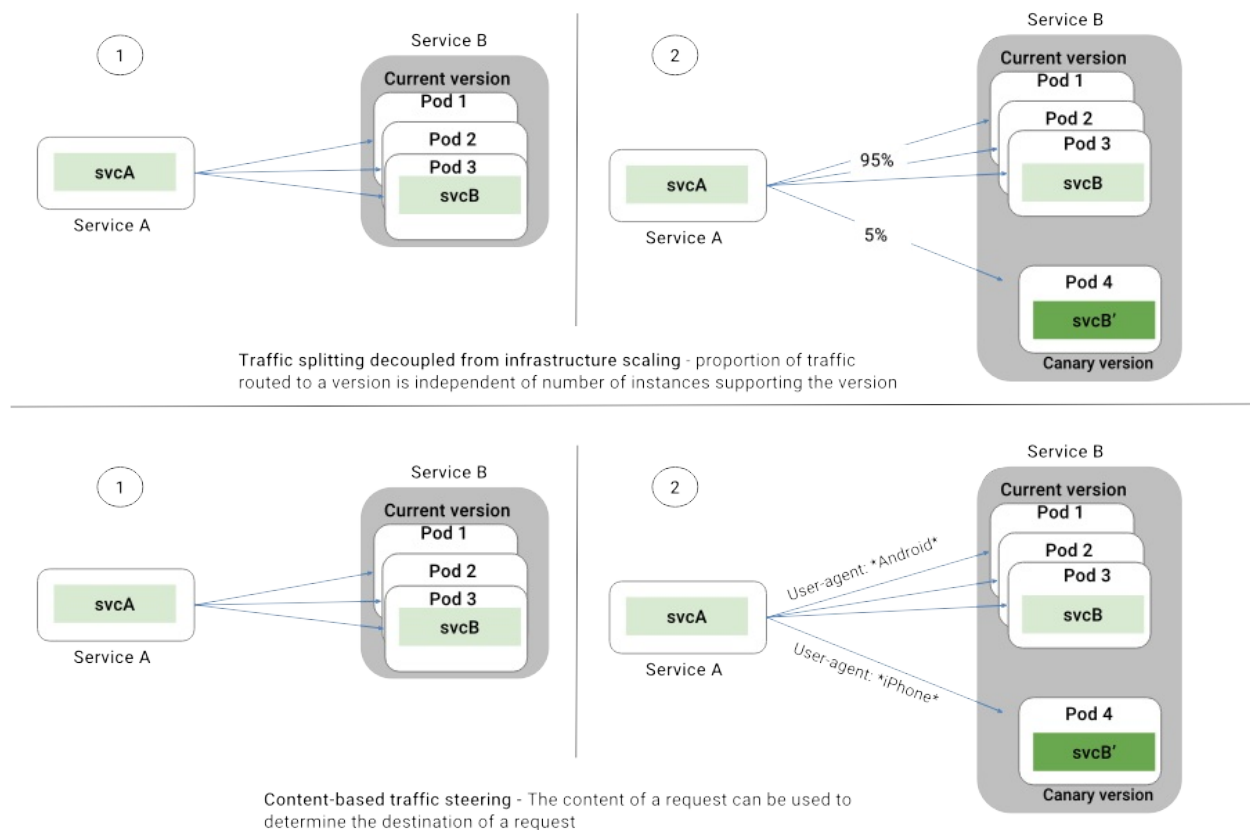 1
Service B
Current version
Pod 1
Pod 2
Pod 3
svcB
svcA
Service A
2
Service B
Current version
Pod 1
Pod 2
Pod 3
svcB
svcA
Service A
95%
5%
Pod 4
svcB’
Canary version
Traffic splitting decoupled from infrastructure scaling - proportion of traffic
routed to a version is independent of number of instances supporting the version
1
Service B
Current version
Pod 1
Pod 2
Pod 3
svcB
svcA
Service A
2
Service B
Current version
Pod 1
Pod 2
Pod 3
svcB
svcA
Service A
User-agent: *Android*
User-agent: *iPhone*
Pod 4
svcB’
Canary version
Content-based traffic steering - The content of a request can be used to
determine the destination of a request